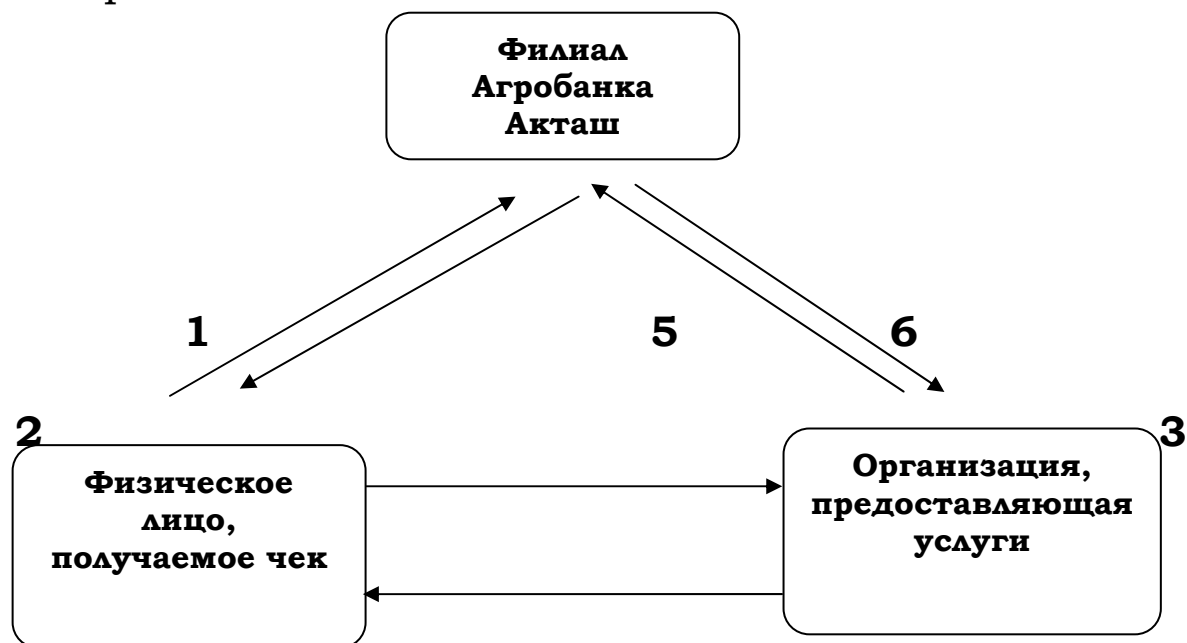 Филиал
Агробанка
Акташ
1
5
6
2
3
Физическое
лицо,
получаемое чек
Организация,
предоставляющая
услуги